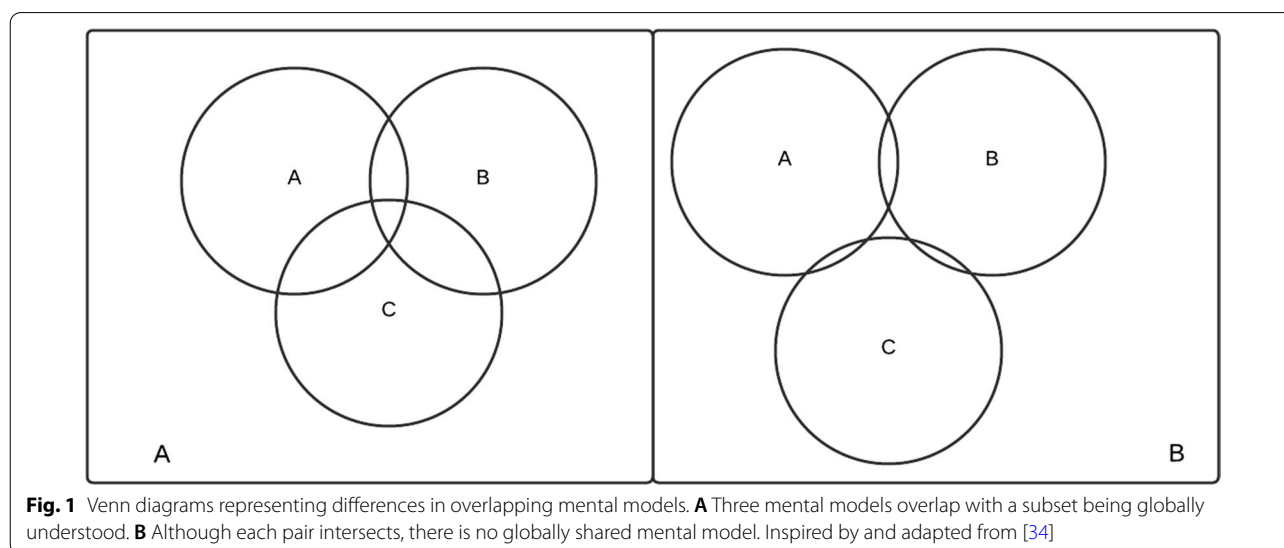 A
B
C
A
A
B
C
B
Fig. 1 Venn diagrams representing differences in overlapping mental models. A Three mental models overlap with a subset being globally
understood. B Although each pair intersects, there is no globally shared mental model. Inspired by and adapted from [34]